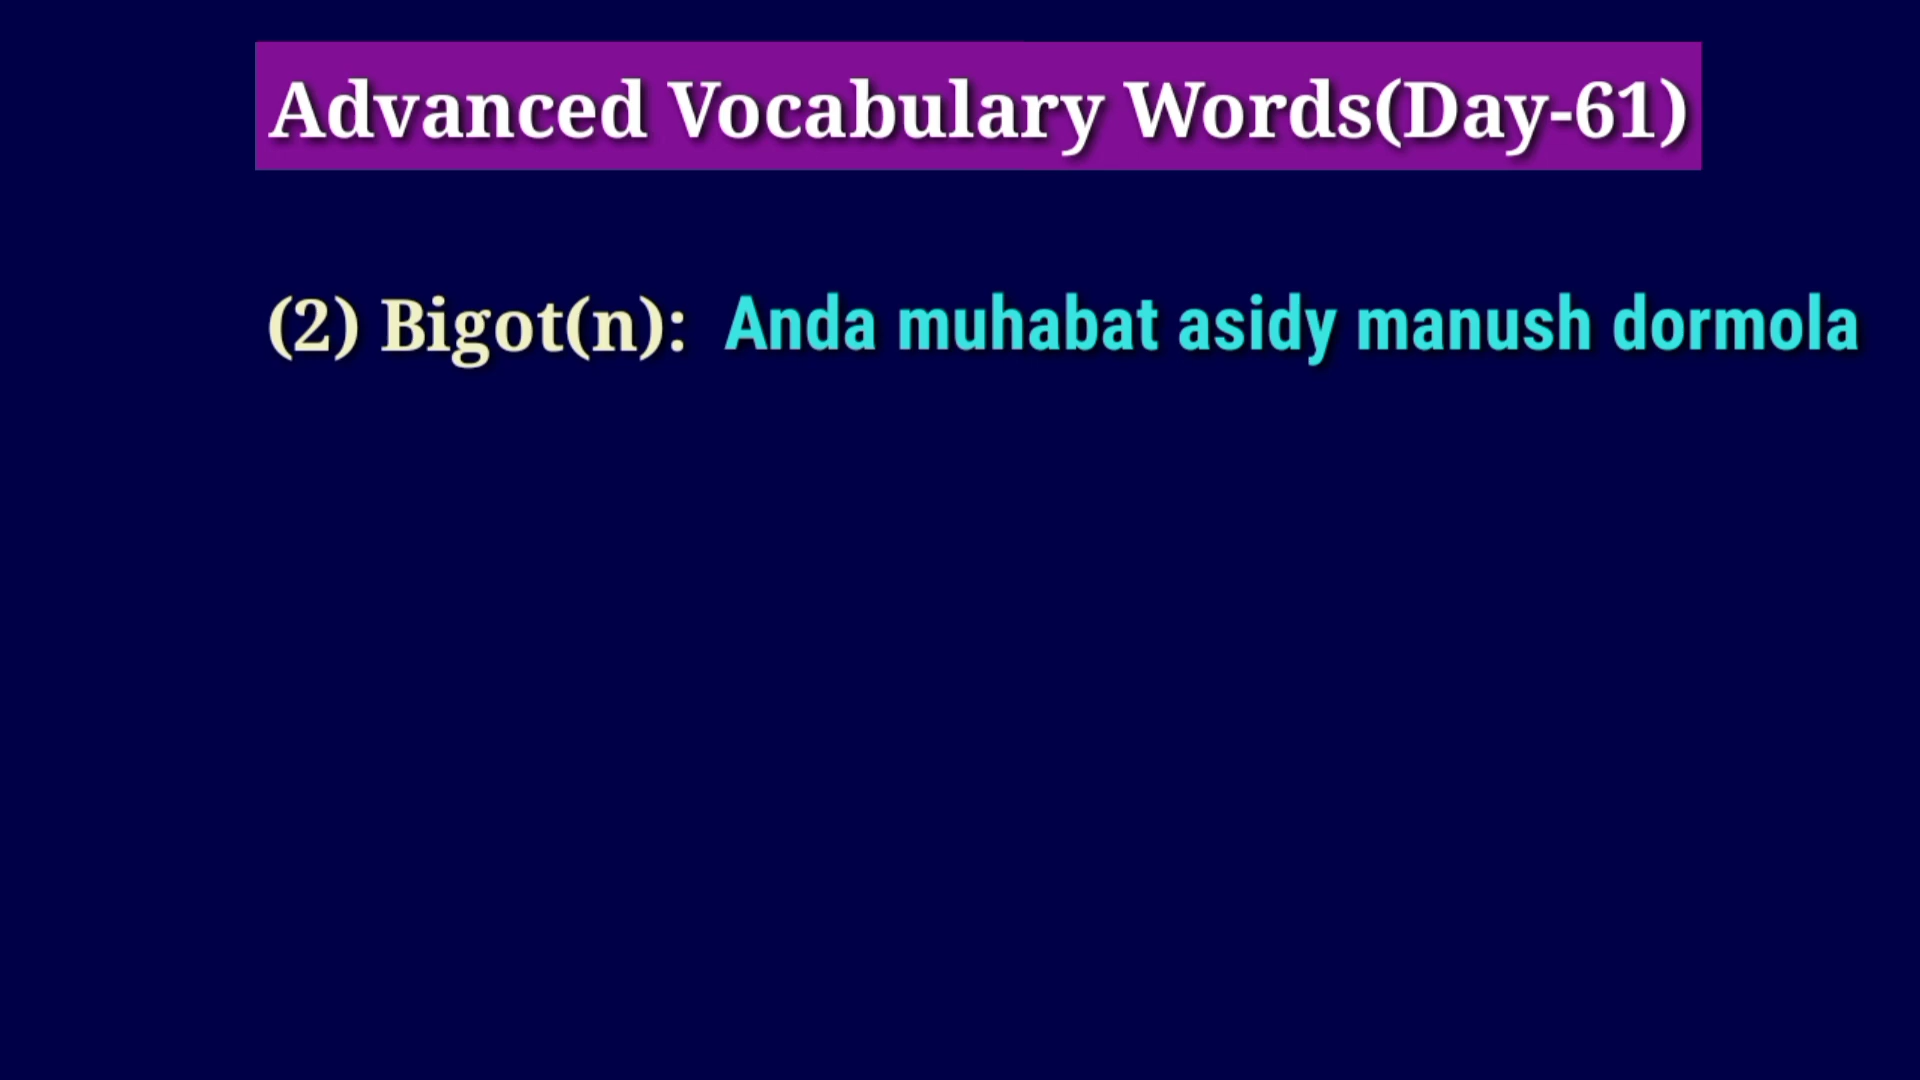 Advanced Vocabulary Words(Day-61)
(2) Bigot(n): Anda muhabat asidy manush dormola